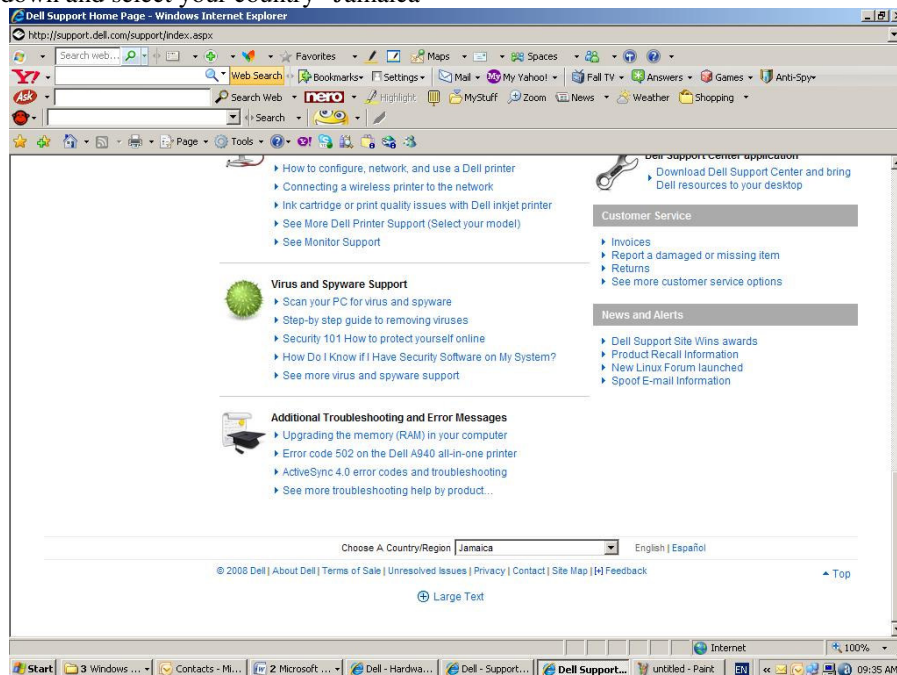 down and select your country "Jamaica"
Dell Support Home Page - Windows Internet Explorer
http://support.dell.com/support/index.aspx
Search web... Favorites Maps Spaces
Y7 Web Search Bookmarks Settings Mail My Yahoo! Fall TV Answers Games Anti-Spy
Ask Search Web nero Highlight MyStuff Zoom News Weather Shopping
Search
Page Tools
How to configure, network, and use a Dell printer
Connecting a wireless printer to the network
Ink cartridge or print quality issues with Dell inkjet printer
See More Dell Printer Support (Select your model)
See Monitor Support
Virus and Spyware Support
Scan your PC for virus and spyware
Step-by step guide to removing viruses
Security 101 How to protect yourself online
How Do I Know if I Have Security Software on My System?
See more virus and spyware support
Additional Troubleshooting and Error Messages
Upgrading the memory (RAM) in your computer
Error code 502 on the Dell A940 all-in-one printer
ActiveSync 4.0 error codes and troubleshooting
See more troubleshooting help by product...
Dell Support Center application
Download Dell Support Center and bring
Dell resources to your desktop
Customer Service
Invoices
Report a damaged or missing item
Returns
See more customer service options
News and Alerts
Dell Support Site Wins awards
Product Recall Information
New Linux Forum launched
Spoof E-mail Information
Choose A Country/Region Jamaica English | Español
© 2008 Dell | About Dell | Terms of Sale | Unresolved Issues | Privacy | Contact | Site Map | [+] Feedback
Top
Large Text
Internet 100%
Start 3 Windows ... Contacts - Mi... 2 Microsoft ... Dell - Hardwa... Dell - Support... Dell Support... untitled - Paint EN « 09:35 AM